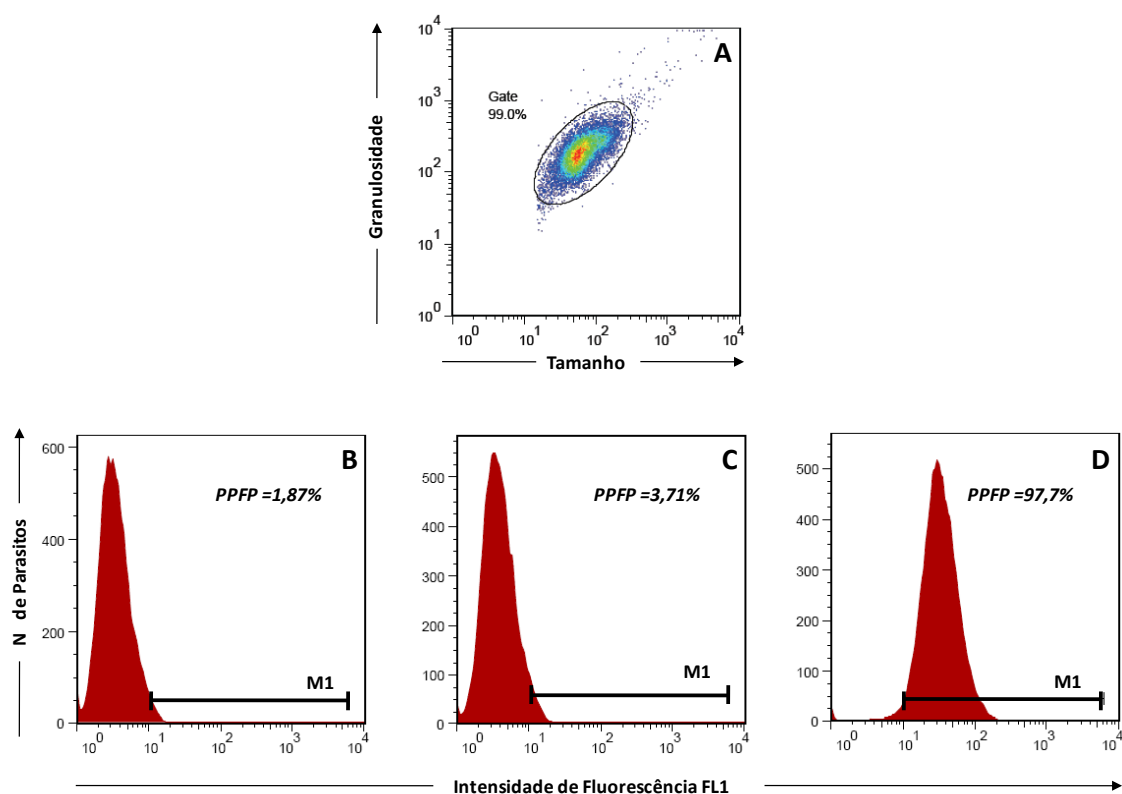 A
Gate
99.0%
Granulosidade
10^4
10^3
10^2
10^1
10^0
10^0 10^1 10^2 10^3 10^4
Tamanho
B
PPFP =1,87%
M1
600
400
200
0
10^0 10^1 10^2 10^3 10^4
C
PPFP =3,71%
M1
500
400
300
200
100
0
10^0 10^1 10^2 10^3 10^4
D
PPFP =97,7%
M1
500
400
300
200
100
0
10^0 10^1 10^2 10^3 10^4
N de Parasitos
Intensidade de Fluorescência FL1